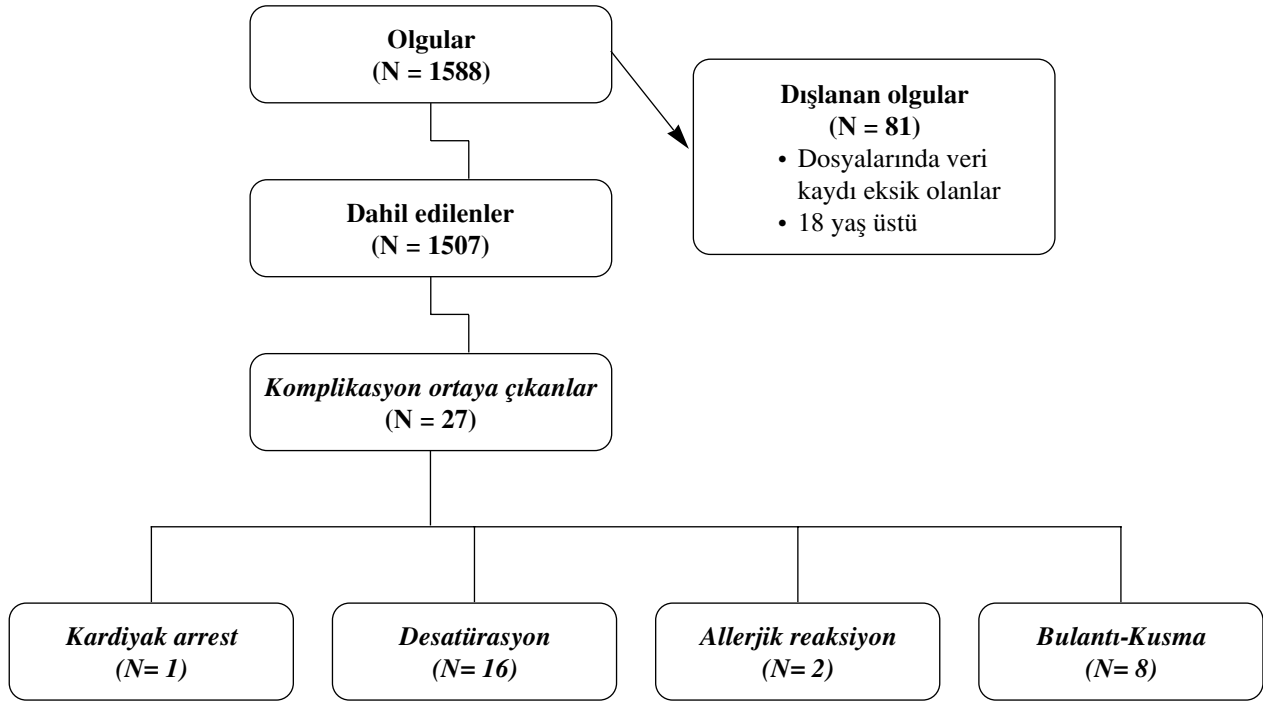 Olgular
(N = 1588)
Dışlanan olgular
(N = 81)
• Dosyalarında veri
kaydı eksik olanlar
• 18 yaş üstü
Dahil edilenler
(N = 1507)
Komplikasyon ortaya çıkanlar
(N = 27)
Kardiyak arrest
(N= 1)
Desatürasyon
(N= 16)
Allerjik reaksiyon
(N= 2)
Bulantı-Kusma
(N= 8)